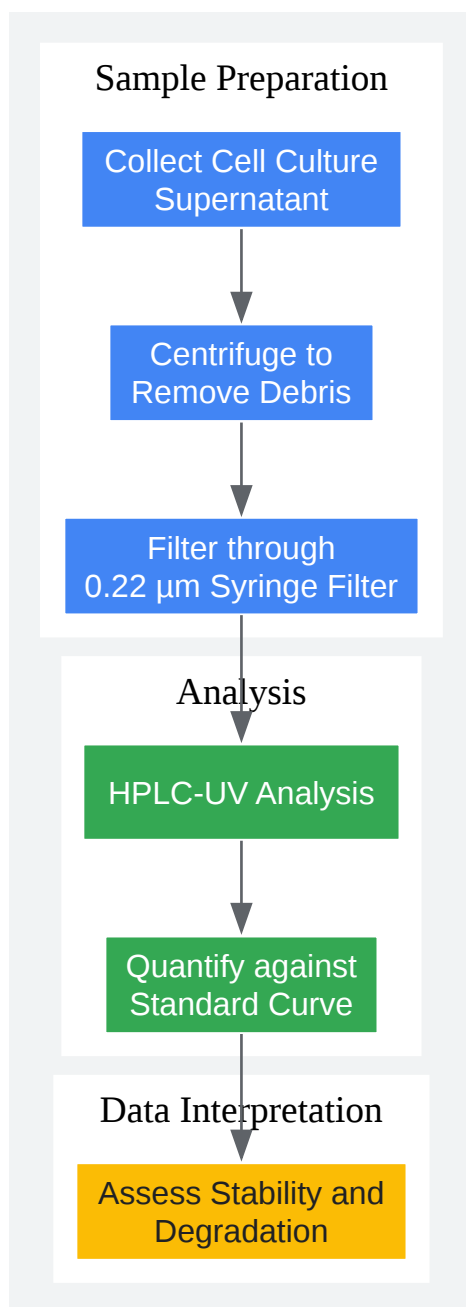 Sample Preparation
Collect Cell Culture
Supernatant
Centrifuge to
Remove Debris
Filter through
0.22 µm Syringe Filter
Analysis
HPLC-UV Analysis
Quantify against
Standard Curve
Data Interpretation
Assess Stability and
Degradation